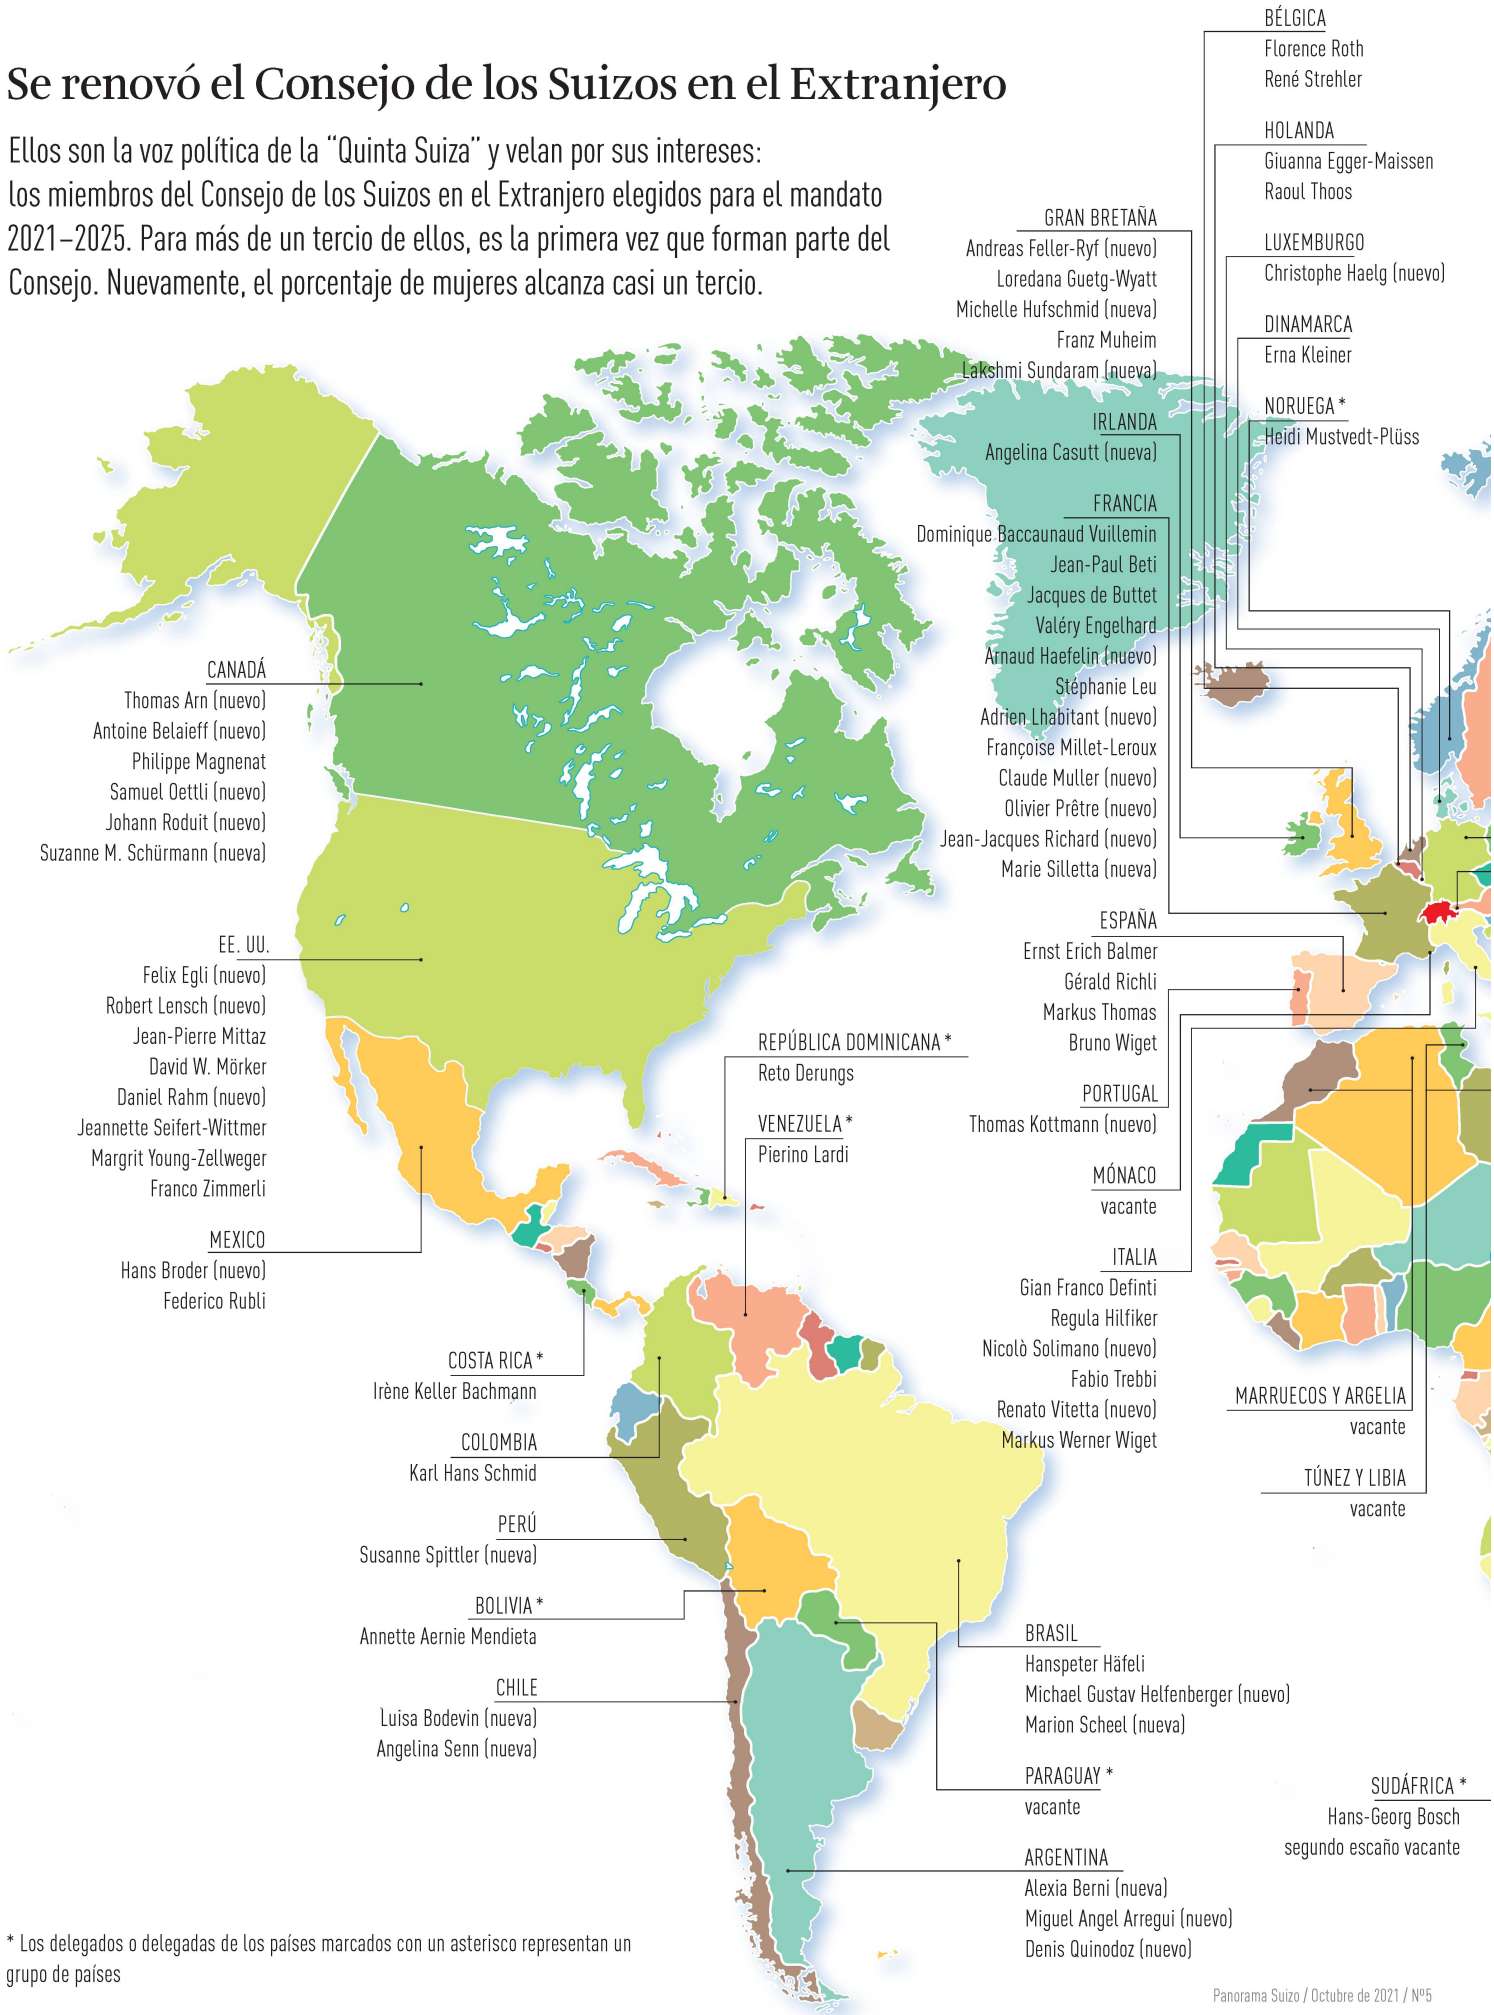 Se renovó el Consejo de los Suizos en el Extranjero
Ellos son la voz política de la “Quinta Suiza” y velan por sus intereses:
los miembros del Consejo de los Suizos en el Extranjero elegidos para el mandato
2021–2025. Para más de un tercio de ellos, es la primera vez que forman parte del
Consejo. Nuevamente, el porcentaje de mujeres alcanza casi un tercio.
CANADÁ
Thomas Arn (nuevo)
Antoine Belaieff (nuevo)
Philippe Magnenat
Samuel Oettli (nuevo)
Johann Roduit (nuevo)
Suzanne M. Schürmann (nueva)
EE. UU.
Felix Egli (nuevo)
Robert Lensch (nuevo)
Jean-Pierre Mittaz
David W. Mörker
Daniel Rahm (nuevo)
Jeannette Seifert-Wittmer
Margrit Young-Zellweger
Franco Zimmerli
MEXICO
Hans Broder (nuevo)
Federico Rubli
COSTA RICA *
Irène Keller Bachmann
COLOMBIA
Karl Hans Schmid
PERÚ
Susanne Spittler (nueva)
BOLIVIA *
Annette Aernie Mendieta
CHILE
Luisa Bodevin (nueva)
Angelina Senn (nueva)
REPÚBLICA DOMINICANA *
Reto Derungs
VENEZUELA *
Pierino Lardi
GRAN BRETAÑA
Andreas Feller-Ryf (nuevo)
Loredana Guetg-Wyatt
Michelle Hufschmid (nueva)
Franz Muheim
Lakshmi Sundaram (nueva)
IRLANDA
Angelina Casutt (nueva)
FRANCIA
Dominique Baccaunaud Vuillemin
Jean-Paul Beti
Jacques de Buttet
Valéry Engelhard
Arnaud Haefelin (nuevo)
Stéphanie Leu
Adrien Lhabitant (nuevo)
Françoise Millet-Leroux
Claude Muller (nuevo)
Olivier Prêtre (nuevo)
Jean-Jacques Richard (nuevo)
Marie Silletta (nueva)
ESPAÑA
Ernst Erich Balmer
Gérald Richli
Markus Thomas
Bruno Wiget
PORTUGAL
Thomas Kottmann (nuevo)
MÓNACO
vacante
ITALIA
Gian Franco Definti
Regula Hilfiker
Nicolò Solimano (nuevo)
Fabio Trebbi
Renato Vitetta (nuevo)
Markus Werner Wiget
BÉLGICA
Florence Roth
René Strehler
HOLANDA
Giuanna Egger-Maissen
Raoul Thoos
LUXEMBURGO
Christophe Haelg (nuevo)
DINAMARCA
Erna Kleiner
NORUEGA *
Heidi Mustvedt-Plüss
MARRUECOS Y ARGELIA
vacante
TÚNEZ Y LIBIA
vacante
BRASIL
Hanspeter Häfeli
Michael Gustav Helfenberger (nuevo)
Marion Scheel (nueva)
PARAGUAY *
vacante
ARGENTINA
Alexia Berni (nueva)
Miguel Angel Arregui (nuevo)
Denis Quinodoz (nuevo)
SUDÁFRICA *
Hans-Georg Bosch
segundo escaño vacante
* Los delegados o delegadas de los países marcados con un asterisco representan un
grupo de países
Panorama Suizo / Octubre de 2021 / Nº5